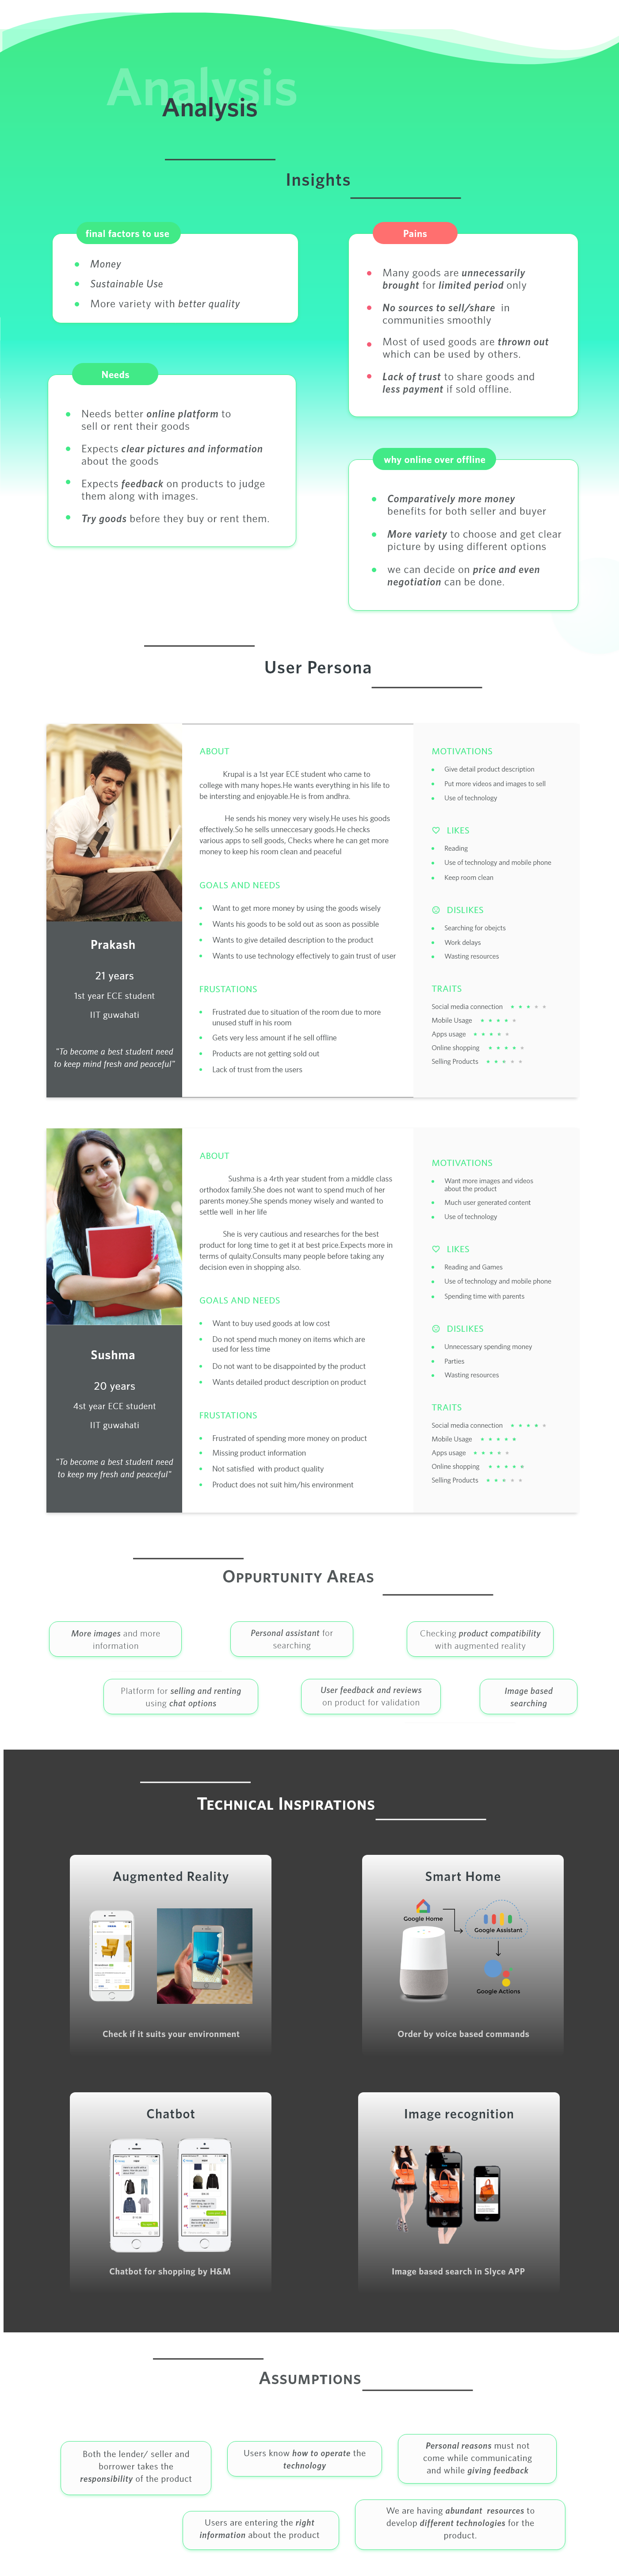 Analysis
Analysis
Insights
final factors to use
Money
Sustainable Use
More variety with better quality
Pains
Many goods are unnecessarily
brought for limited period only
No sources to sell/share in
communities smoothly
Most of used goods are thrown out
which can be used by others.
Lack of trust to share goods and
less payment if sold offline.
Needs
Needs better online platform to
sell or rent their goods
Expects clear pictures and information
about the goods
Expects feedback on products to judge
them along with images.
Try goods before they buy or rent them.
why online over offline
Comparatively more money
benefits for both seller and buyer
More variety to choose and get clear
picture by using different options
we can decide on price and even
negotiation can be done.
User Persona
Prakash
21 years
1st year ECE student
IIT guwahati
"To become a best student need
to keep mind fresh and peaceful"
ABOUT
Krupal is a 1st year ECE student who came to
college with many hopes.He wants everything in his life to
be intersting and enjoyable.He is from andhra.
He sends his money very wisely.He uses his goods
effectively.So he sells unneccesary goods.He checks
various apps to sell goods, Checks where he can get more
money to keep his room clean and peaceful
GOALS AND NEEDS
Want to get more money by using the goods wisely
Wants his goods to be sold out as soon as possible
Wants to give detailed description to the product
Wants to use technology effectively to gain trust of user
FRUSTATIONS
Frustrated due to situation of the room due to more
unused stuff in his room
Gets very less amount if he sell offline
Products are not getting sold out
Lack of trust from the users
MOTIVATIONS
Give detail product description
Put more videos and images to sell
Use of technology
LIKES
Reading
Use of technology and mobile phone
Keep room clean
DISLIKES
Searching for obejcts
Work delays
Wasting resources
TRAITS
Social media connection
Mobile Usage
Apps usage
Online shopping
Selling Products
Sushma
20 years
4st year ECE student
IIT guwahati
"To become a best student need
to keep my fresh and peaceful"
ABOUT
Sushma is a 4rth year student from a middle class
orthodox family.She does not want to spend much of her
parents money.She spends money wisely and wanted to
settle well in her life
She is very cautious and researches for the best
product for long time to get it at best price.Expects more in
terms of qulaity.Consults many people before taking any
decision even in shopping also.
GOALS AND NEEDS
Want to buy used goods at low cost
Do not spend much money on items which are
used for less time
Do not want to be disappointed by the product
Wants detailed product description on product
FRUSTATIONS
Frustrated of spending more money on product
Missing product information
Not satisfied with product quality
Product does not suit him/his environment
MOTIVATIONS
Want more images and videos
about the product
Much user generated content
Use of technology
LIKES
Reading and Games
Use of technology and mobile phone
Spending time with parents
DISLIKES
Unnecessary spending money
Parties
Wasting resources
TRAITS
Social media connection
Mobile Usage
Apps usage
Online shopping
Selling Products
OPPURTUNITY AREAS
More images and more
information
Personal assistant for
searching
Checking product compatibility
with augmented reality
Platform for selling and renting
using chat options
User feedback and reviews
on product for validation
Image based
searching
TECHNICAL INSPIRATIONS
Augmented Reality
Check if it suits your environment
Smart Home
Google Home
Google Assistant
Google Actions
Order by voice based commands
Chatbot
Chatbot for shopping by H&M
Image recognition
Image based search in Slyce APP
ASSUMPTIONS
Both the lender/ seller and
borrower takes the
responsibility of the product
Users know how to operate the
technology
Personal reasons must not
come while communicating
and while giving feedback
Users are entering the right
information about the product
We are having abundant resources to
develop different technologies for the
product.